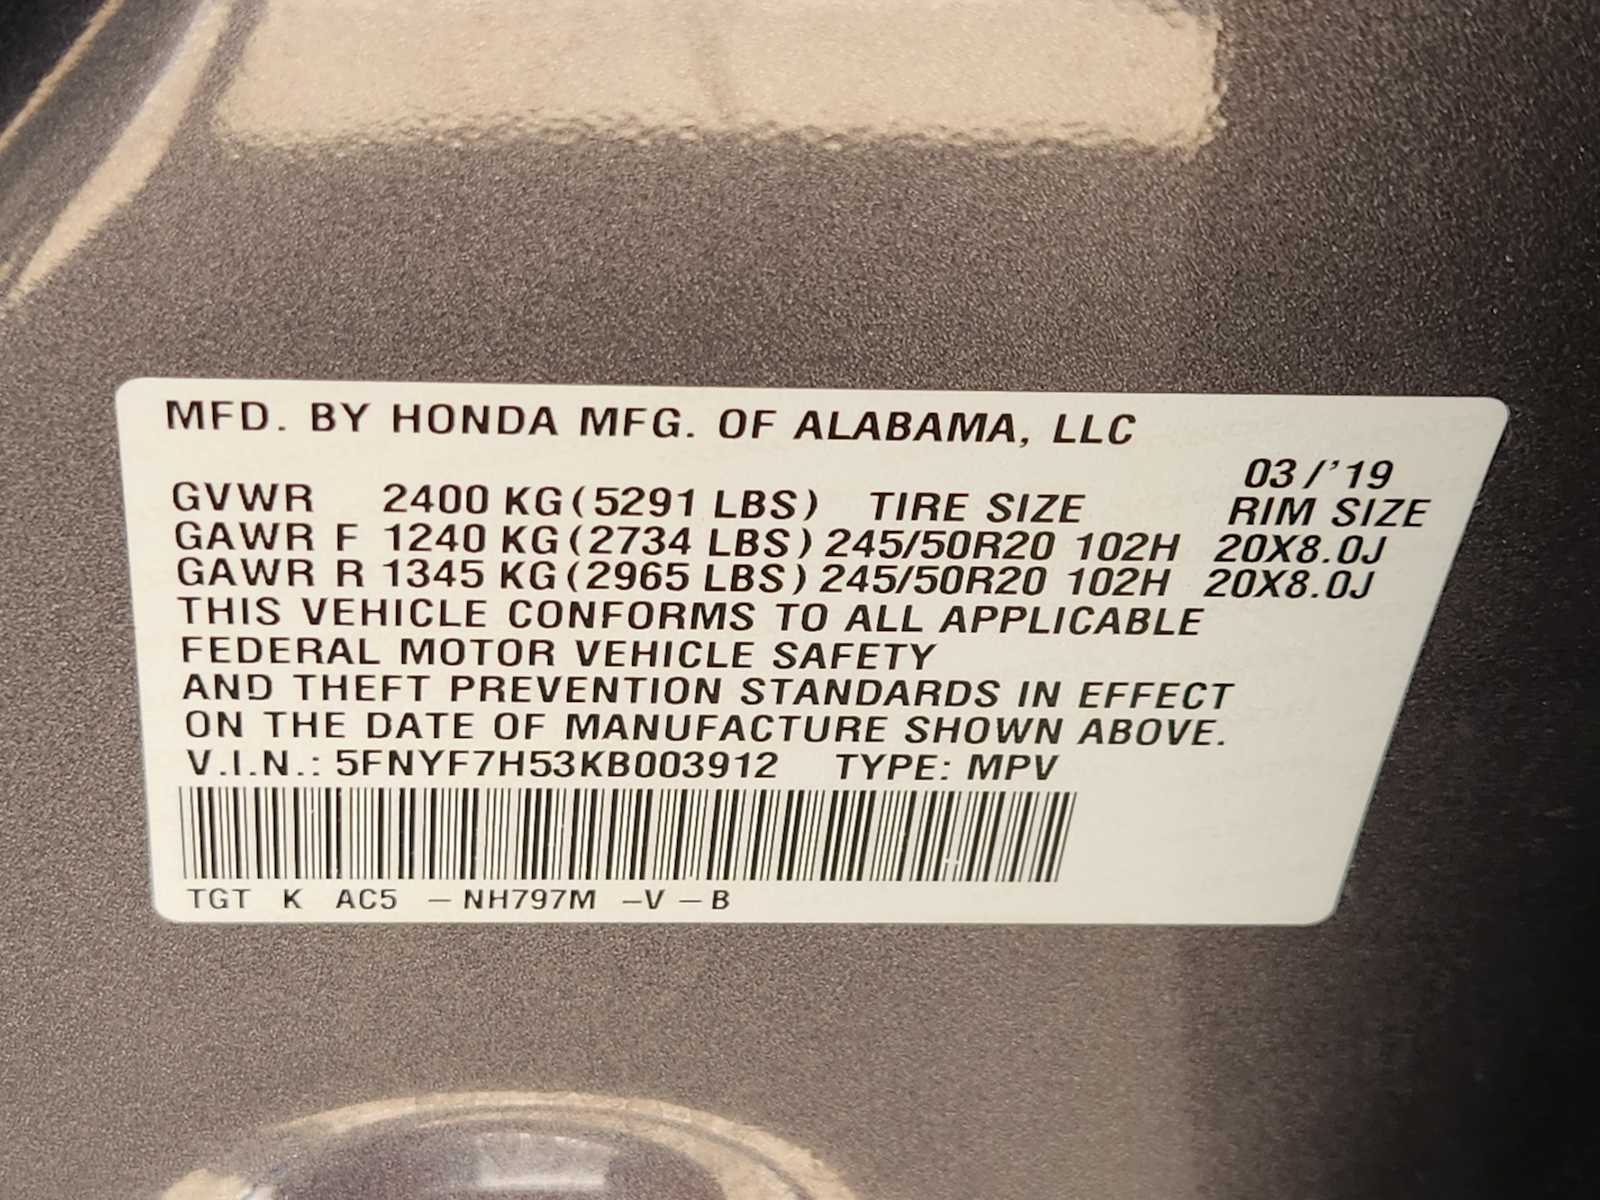 MFD. BY HONDA MFG. OF ALABAMA, LLC
03/'19
GVWR 2400 KG (5291 LBS) TIRE SIZE RIM SIZE
GAWR F 1240 KG (2734 LBS) 245/50R20 102H 20X8.0J
GAWR R 1345 KG (2965 LBS) 245/50R20 102H 20X8.0J
THIS VEHICLE CONFORMS TO ALL APPLICABLE
FEDERAL MOTOR VEHICLE SAFETY
AND THEFT PREVENTION STANDARDS IN EFFECT
ON THE DATE OF MANUFACTURE SHOWN ABOVE.
V.I.N.: 5FNYF7H53KB003912 TYPE: MPV
TGT K AC5 – NH797M –V – B